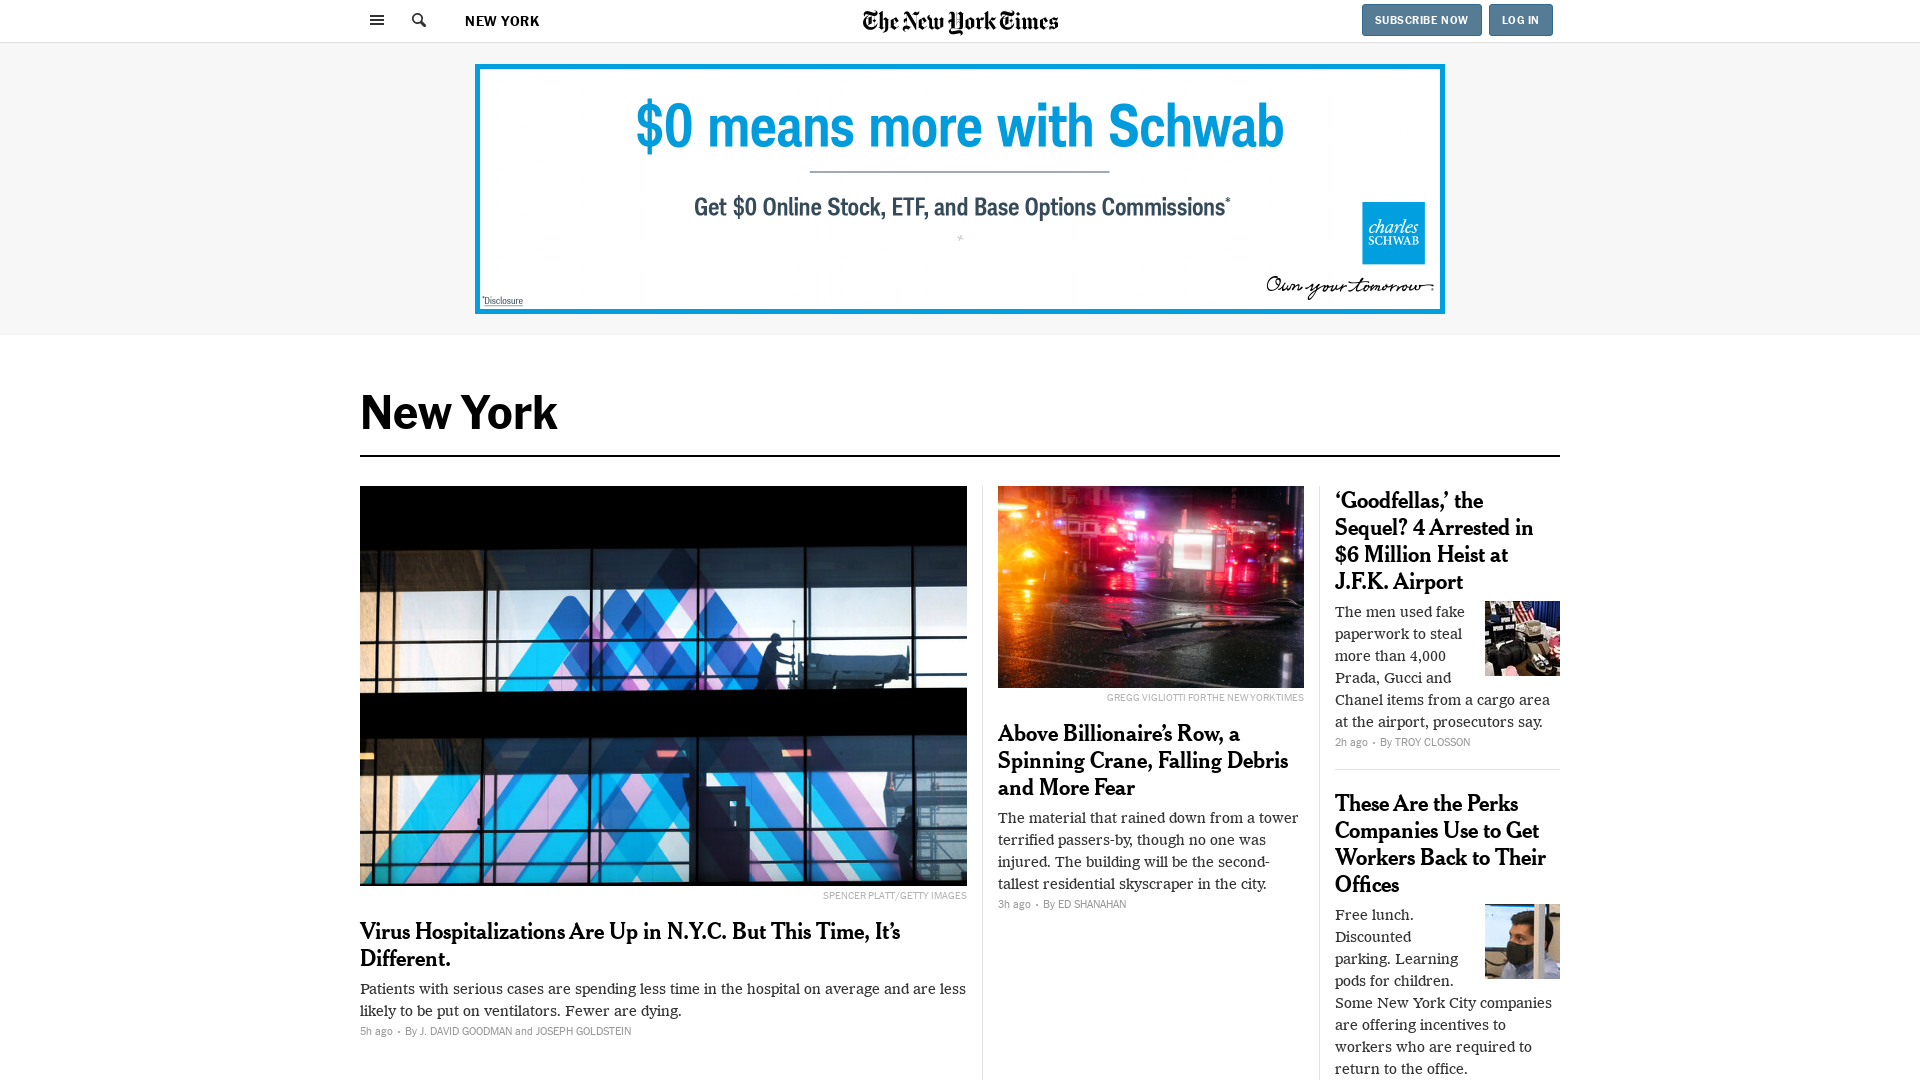 NEW YORK
The New York Times
SUBSCRIBE NOW
LOG IN
$0 means more with Schwab
Get $0 Online Stock, ETF, and Base Options Commissions*
charles
SCHWAB
Own your tomorrow.
*Disclosure
New York
SPENCER PLATT/GETTY IMAGES
Virus Hospitalizations Are Up in N.Y.C. But This Time, It’s
Different.
Patients with serious cases are spending less time in the hospital on average and are less
likely to be put on ventilators. Fewer are dying.
5h ago • By J. DAVID GOODMAN and JOSEPH GOLDSTEIN
GREGG VIGLIOTTI FORTHE NEW YORKTIMES
Above Billionaire’s Row, a
Spinning Crane, Falling Debris
and More Fear
The material that rained down from a tower
terrified passers-by, though no one was
injured. The building will be the second-
tallest residential skyscraper in the city.
3h ago • By ED SHANAHAN
‘Goodfellas,’ the
Sequel? 4 Arrested in
$6 Million Heist at
J.F.K. Airport
The men used fake
paperwork to steal
more than 4,000
Prada, Gucci and
Chanel items from a cargo area
at the airport, prosecutors say.
2h ago • By TROY CLOSSON
These Are the Perks
Companies Use to Get
Workers Back to Their
Offices
Free lunch.
Discounted
parking. Learning
pods for children.
Some New York City companies
are offering incentives to
workers who are required to
return to the office.